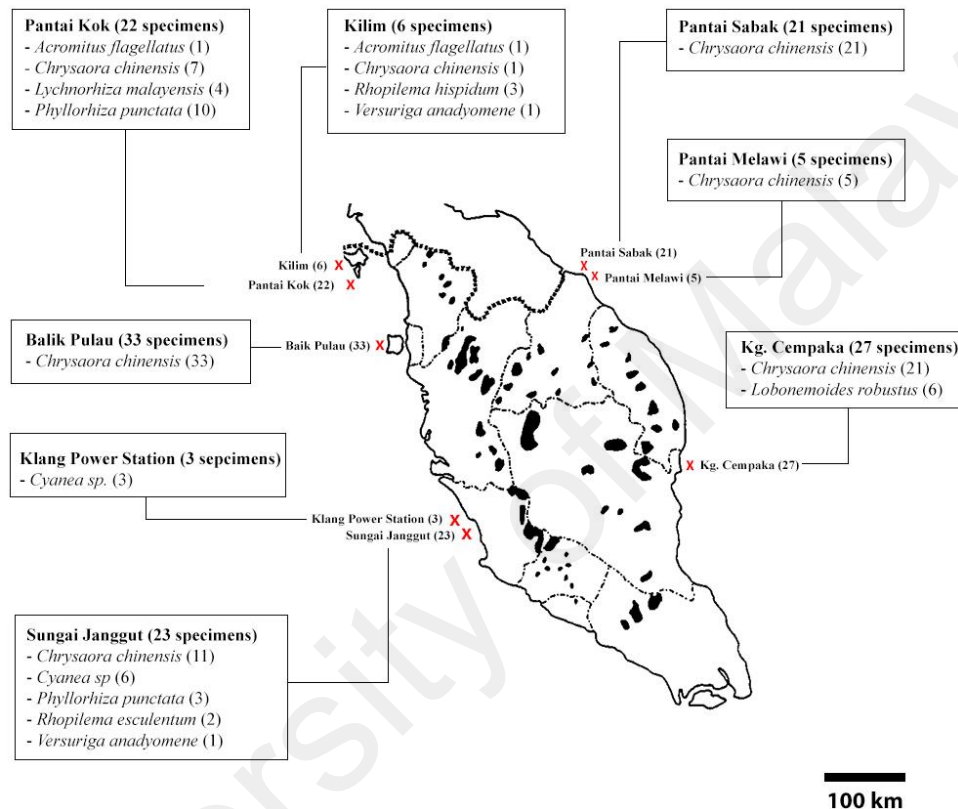 Pantai Kok (22 specimens)
- Acromitus flagellatus (1)
- Chrysaora chinensis (7)
- Lychnorhiza malayensis (4)
- Phyllorhiza punctata (10)
Kilim (6 specimens)
- Acromitus flagellatus (1)
- Chrysaora chinensis (1)
- Rhopilema hispidum (3)
- Versuriga anadyomene (1)
Pantai Sabak (21 specimens)
- Chrysaora chinensis (21)
Pantai Melawi (5 specimens)
- Chrysaora chinensis (5)
Pantai Sabak (21)
X
Kilim (6) X
X Pantai Melawi (5)
Pantai Kok (22) X
Balik Pulau (33 specimens)
- Chrysaora chinensis (33)
Baik Pulau (33) X
Kg. Cempaka (27 specimens)
- Chrysaora chinensis (21)
- Lobonemoides robustus (6)
X Kg. Cempaka (27)
Klang Power Station (3 sepcimens)
- Cyanea sp. (3)
Klang Power Station (3) X
Sungai Janggut (23) X
Sungai Janggut (23 specimens)
- Chrysaora chinensis (11)
- Cyanea sp (6)
- Phyllorhiza punctata (3)
- Rhopilema esculentum (2)
- Versuriga anadyomene (1)
100 km
ersity of Malay